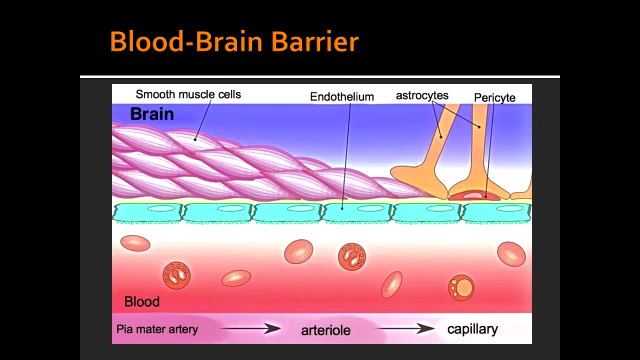 Blood-Brain Barrier
Smooth muscle cells
Endothelium
astrocytes
Pericyte
Brain
Blood
Pia mater artery
arteriole
capillary